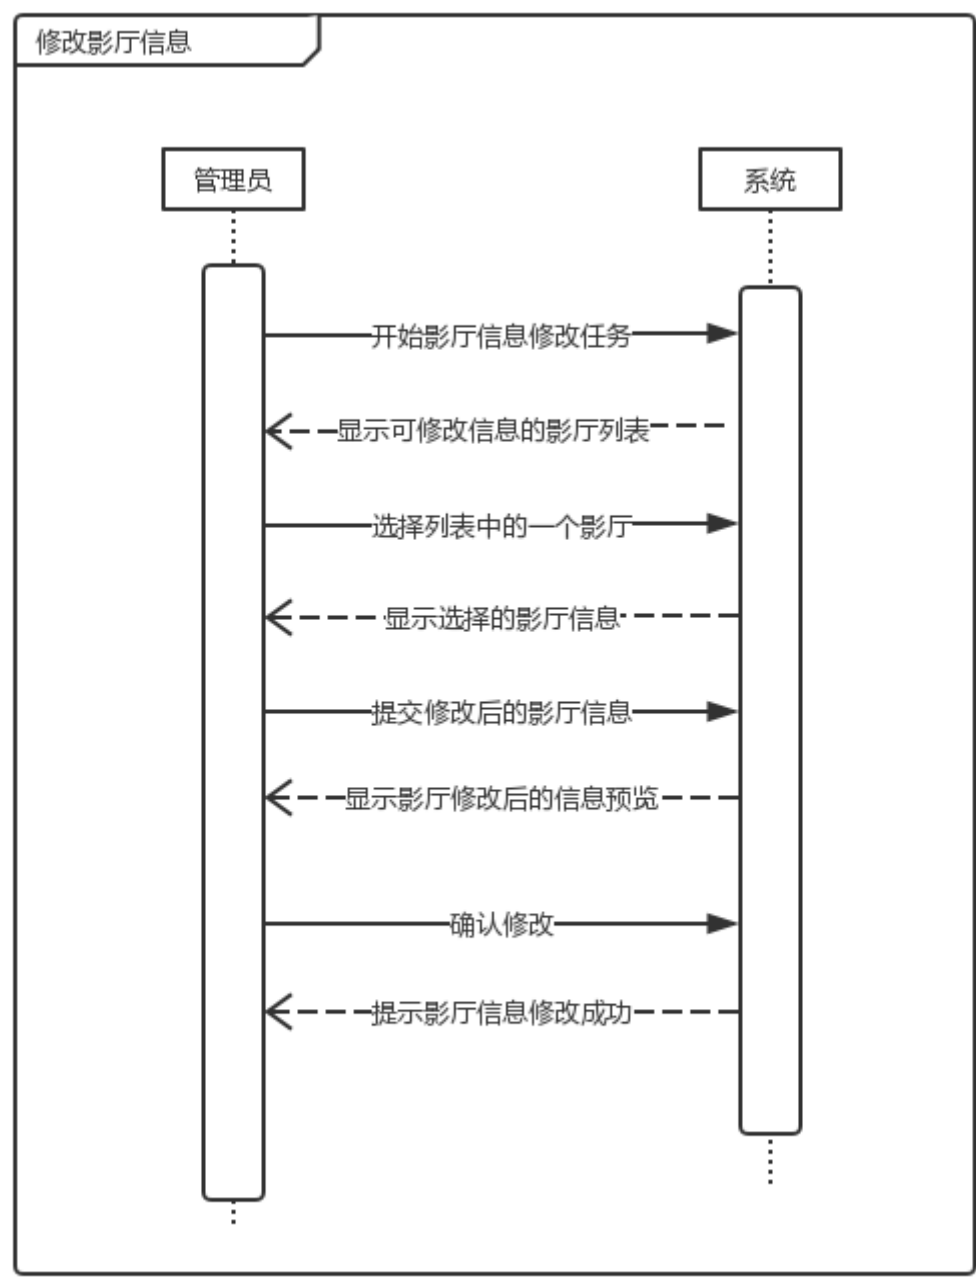 修改影厅信息
管理员
系统
开始影厅信息修改任务
显示可修改信息的影厅列表
选择列表中的一个影厅
显示选择的影厅信息
提交修改后的影厅信息
显示影厅修改后的信息预览
确认修改
提示影厅信息修改成功